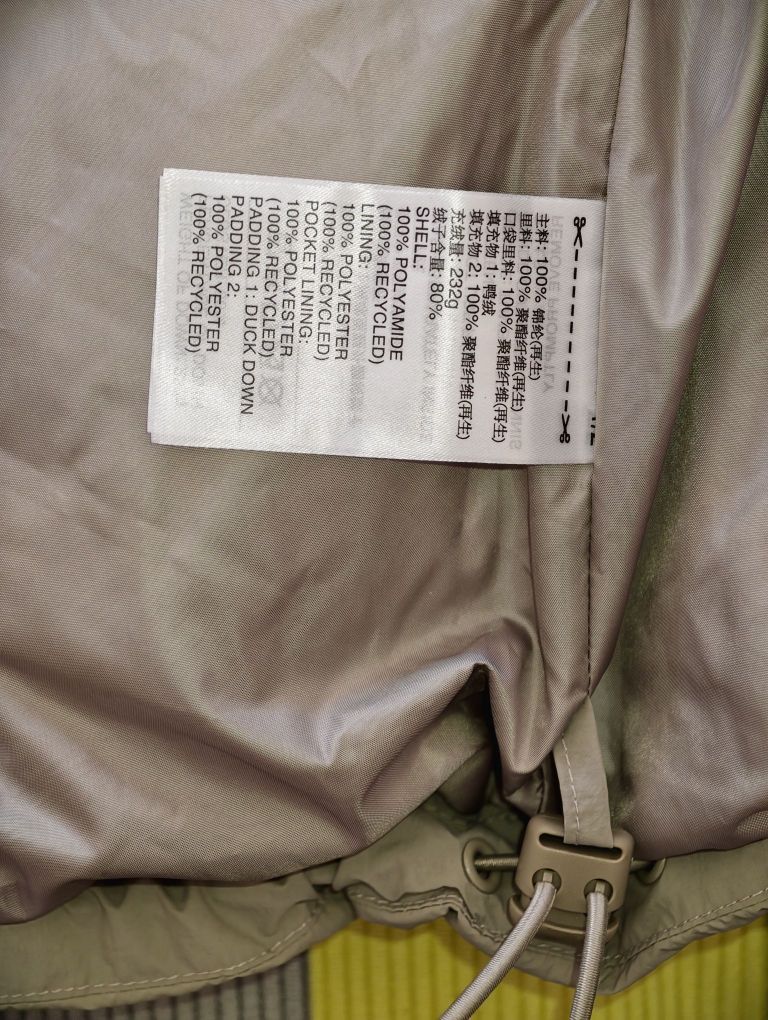 主料: 100% 锦纶(再生)
里料: 100% 聚酯纤维(再生)
口袋里料: 100% 聚酯纤维(再生)
填充物 1: 鸭绒
填充物 2: 100% 聚酯纤维(再生)
充绒量: 232g
绒子含量: 80%
SHELL:
100% POLYAMIDE
(100% RECYCLED)
LINING:
100% POLYESTER
(100% RECYCLED)
POCKET LINING:
100% POLYESTER
(100% RECYCLED)
PADDING 1: DUCK DOWN
PADDING 2:
100% POLYESTER
(100% RECYCLED)